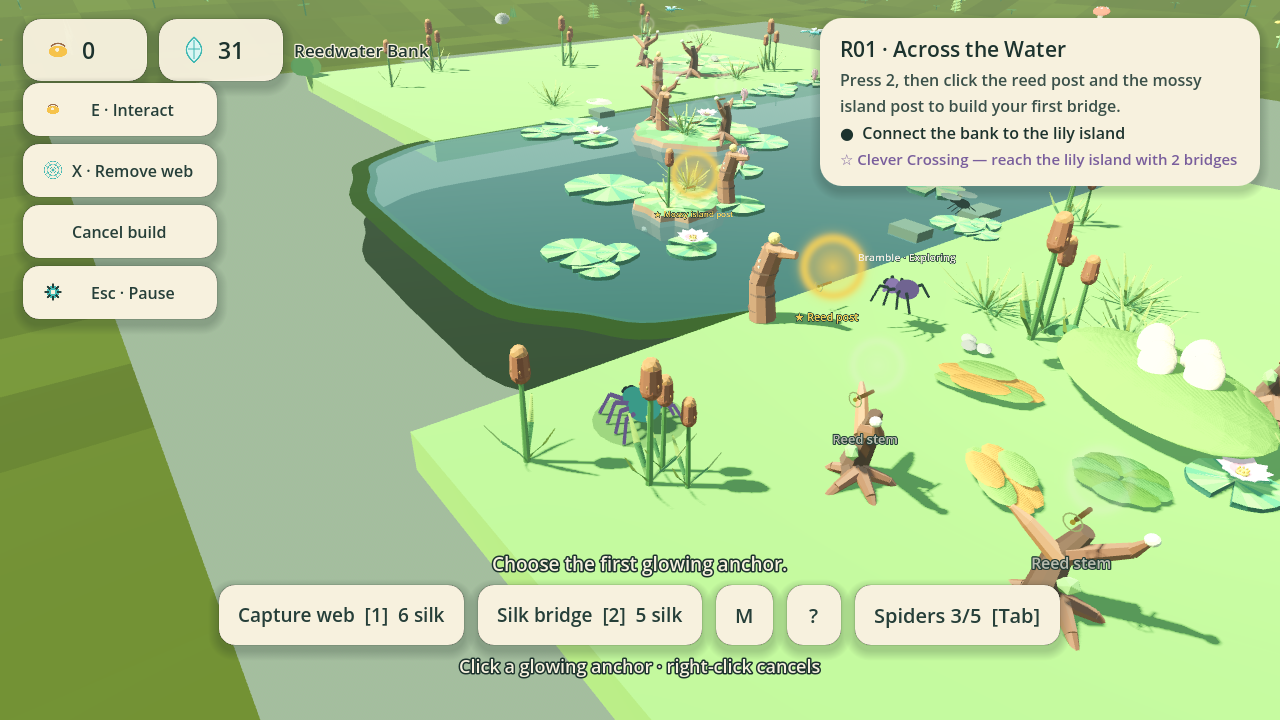 0
31
Reedwater Bank
E · Interact
X · Remove web
Cancel build
Esc · Pause
R01 · Across the Water
Press 2, then click the reed post and the mossy
island post to build your first bridge.
● Connect the bank to the lily island
☆ Clever Crossing — reach the lily island with 2 bridges
★ Mossy island post
Bramble · Exploring
★ Reed post
Reed stem
Reed stem
Choose the first glowing anchor.
Capture web [1] 6 silk
Silk bridge [2] 5 silk
M
?
Spiders 3/5 [Tab]
Click a glowing anchor · right-click cancels